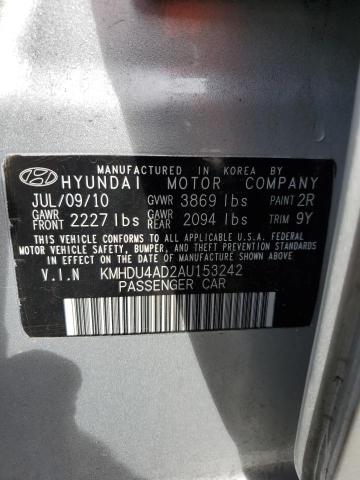 MANUFACTURED IN KOREA BY
HYUNDAI MOTOR COMPANY
JUL/09/10 GVWR 3869 lbs PAINT 2R
GAWR FRONT 2227 lbs GAWR REAR 2094 lbs TRIM 9Y
THIS VEHICLE CONFORMS TO ALL APPLICABLE U.S FEDERAL
MOTOR VEHICLE SAFETY, BUMPER, AND THEFT PREVENTION
STANDARDS IN EFFECT ON THE DATE OF MANUFACTURE SHOWN ABOVE.
V.I.N KMHDU4AD2AU153242
PASSENGER CAR